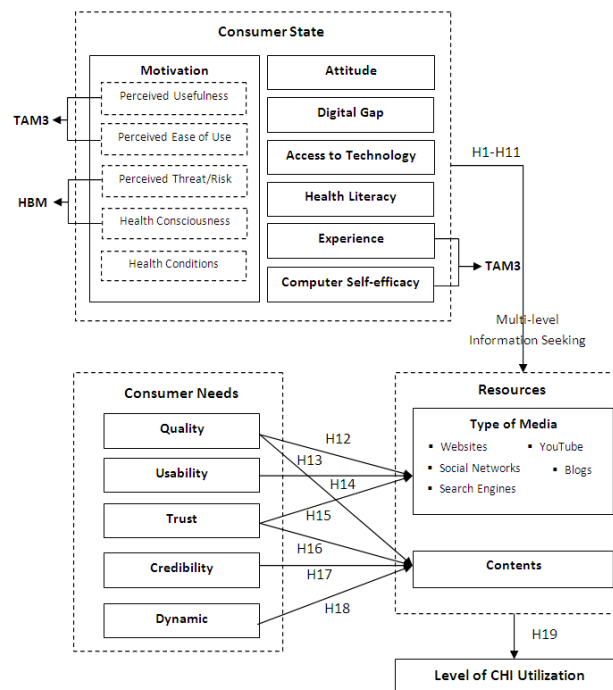 Consumer State
Motivation
Perceived Usefulness
Perceived Ease of Use
Perceived Threat/Risk
Health Consciousness
Health Conditions
TAM3
HBM
Attitude
Digital Gap
Access to Technology
Health Literacy
Experience
Computer Self-efficacy
TAM3
H1-H11
Multi-level
Information Seeking
Consumer Needs
Quality
Usability
Trust
Credibility
Dynamic
H12
H13
H14
H15
H16
H17
H18
Resources
Type of Media
▪ Websites ▪ YouTube
▪ Social Networks ▪ Blogs
▪ Search Engines
Contents
H19
Level of CHI Utilization